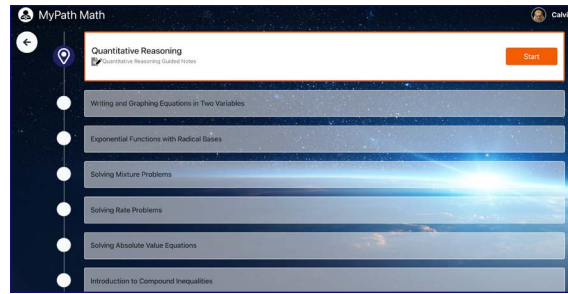 MyPath Math
Calvi
Quantitative Reasoning
Quantitative Reasoning Guided Notes
Start
Writing and Graphing Equations in Two Variables
Exponential Functions with Radical Bases
Solving Mixture Problems
Solving Rate Problems
Solving Absolute Value Equations
Introduction to Compound Inequalities